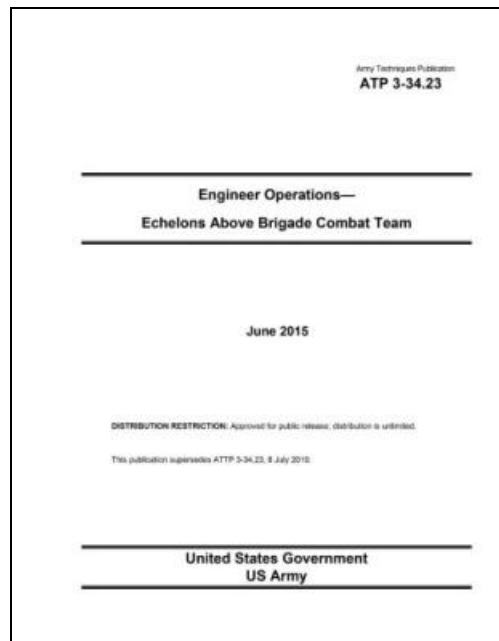 Army Techniques Publication
ATP 3-34.23
Engineer Operations—
Echelons Above Brigade Combat Team
June 2015
DISTRIBUTION RESTRICTION: Approved for public release; distribution is unlimited.
This publication supersedes ATTP 3-34.23, 8 July 2010.
United States Government
US Army